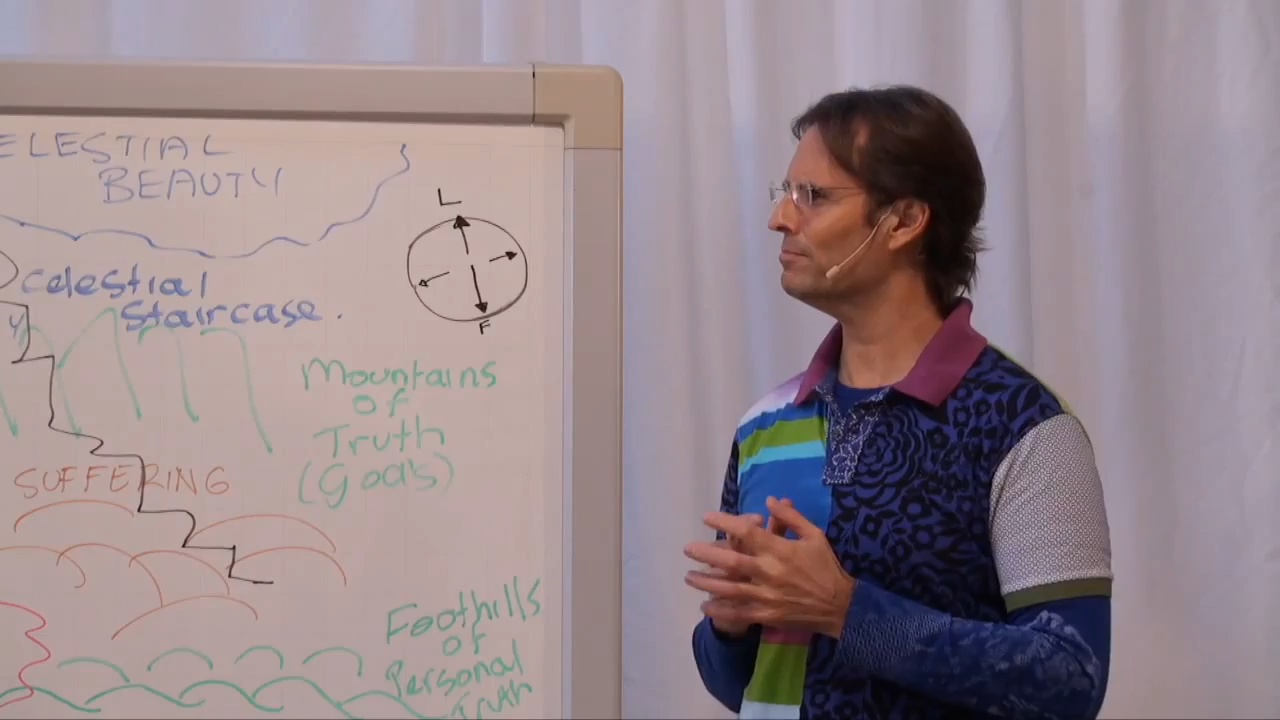 ELESTIAL
BEAUTY
L
Celestial
Staircase.
F
Mountains
of
Truth
(God's)
SUFFERING
Foothills
of
Personal
Truth